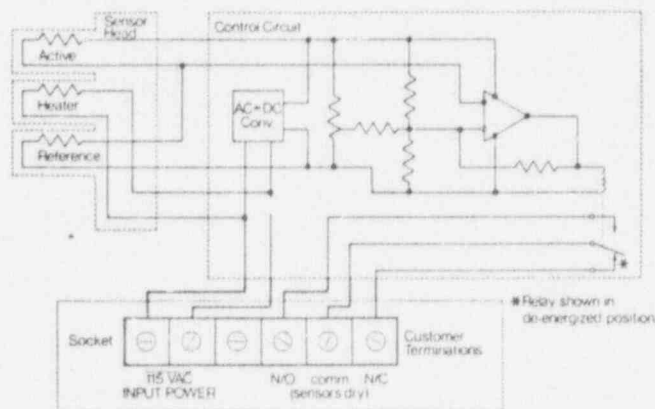 Sensor
Head
Control Circuit
Active
Heater
AC-DC
Conv.
Reference
* Relay shown in
de-energized position
Socket
Customer
Terminations
115 VAC
INPUT POWER
N/O comm N/C
(sensors dry)